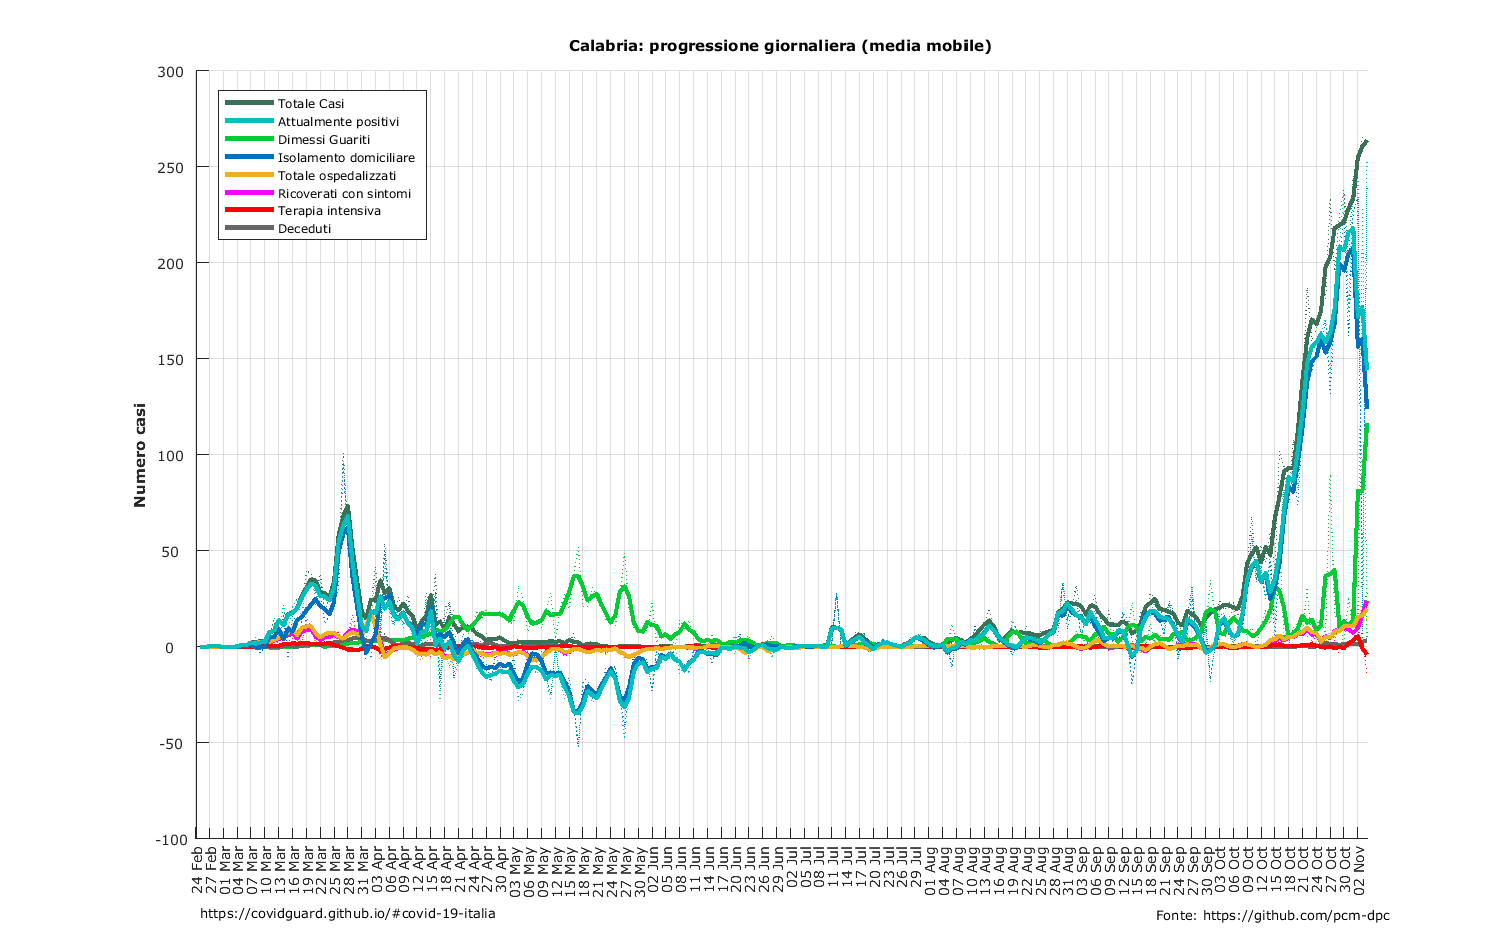 Calabria: progressione giornaliera (media mobile)
300
250
200
150
100
50
0
-50
-100
Numero casi
Totale Casi
Attualmente positivi
Dimessi Guariti
Isolamento domiciliare
Totale ospedalizzati
Ricoverati con sintomi
Terapia intensiva
Deceduti
24 Feb
27 Feb
01 Mar
04 Mar
07 Mar
10 Mar
13 Mar
16 Mar
19 Mar
22 Mar
25 Mar
28 Mar
31 Mar
03 Apr
06 Apr
09 Apr
12 Apr
15 Apr
18 Apr
21 Apr
24 Apr
27 Apr
30 Apr
03 May
06 May
09 May
12 May
15 May
18 May
21 May
24 May
27 May
30 May
02 Jun
05 Jun
08 Jun
11 Jun
14 Jun
17 Jun
20 Jun
23 Jun
26 Jun
29 Jun
02 Jul
05 Jul
08 Jul
11 Jul
14 Jul
17 Jul
20 Jul
23 Jul
26 Jul
29 Jul
01 Aug
04 Aug
07 Aug
10 Aug
13 Aug
16 Aug
19 Aug
22 Aug
25 Aug
28 Aug
31 Aug
03 Sep
06 Sep
09 Sep
12 Sep
15 Sep
18 Sep
21 Sep
24 Sep
27 Sep
30 Sep
03 Oct
06 Oct
09 Oct
12 Oct
15 Oct
18 Oct
21 Oct
24 Oct
27 Oct
30 Oct
02 Nov
https://covidguard.github.io/#covid-19-italia
Fonte: https://github.com/pcm-dpc